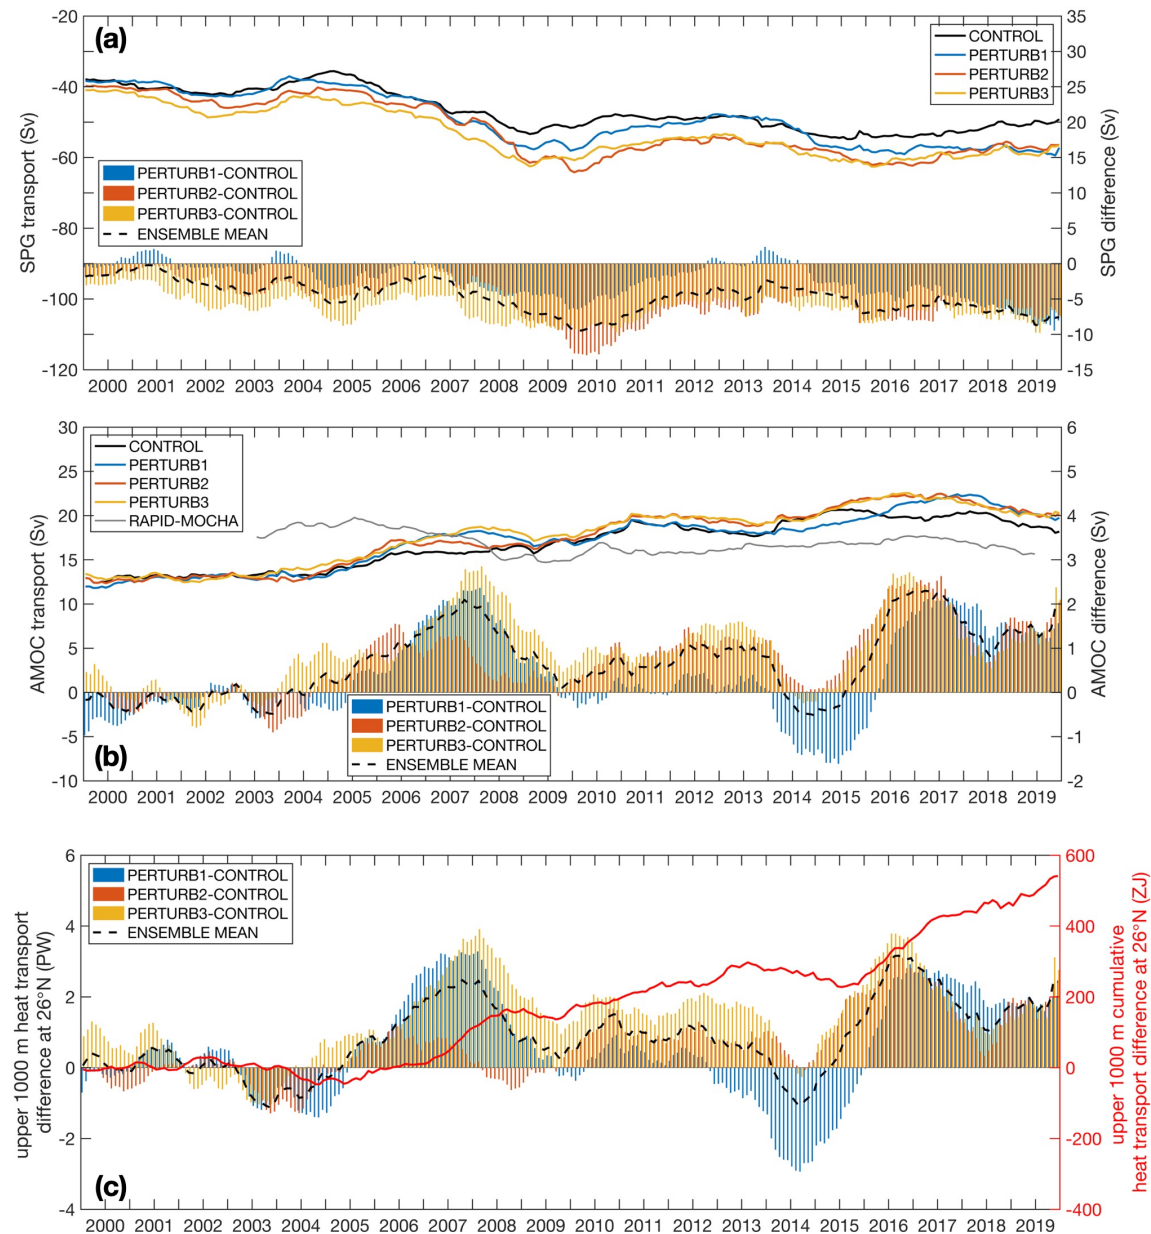 (a)
-20
-40
-60
-80
-100
-120
SPG transport (Sv)
35
30
25
20
15
10
5
0
-5
-10
-15
SPG difference (Sv)
CONTROL
PERTURB1
PERTURB2
PERTURB3
PERTURB1-CONTROL
PERTURB2-CONTROL
PERTURB3-CONTROL
ENSEMBLE MEAN
2000 2001 2002 2003 2004 2005 2006 2007 2008 2009 2010 2011 2012 2013 2014 2015 2016 2017 2018 2019
30
25
20
15
10
5
0
-5
-10
AMOC transport (Sv)
6
5
4
3
2
1
0
-1
-2
AMOC difference (Sv)
CONTROL
PERTURB1
PERTURB2
PERTURB3
RAPID-MOCHA
PERTURB1-CONTROL
PERTURB2-CONTROL
PERTURB3-CONTROL
ENSEMBLE MEAN
(b)
2000 2001 2002 2003 2004 2005 2006 2007 2008 2009 2010 2011 2012 2013 2014 2015 2016 2017 2018 2019
6
4
2
0
-2
-4
upper 1000 m heat transport
difference at 26°N (PW)
600
400
200
0
-200
-400
upper 1000 m cumulative
heat transport difference at 26°N (ZJ)
PERTURB1-CONTROL
PERTURB2-CONTROL
PERTURB3-CONTROL
ENSEMBLE MEAN
(c)
2000 2001 2002 2003 2004 2005 2006 2007 2008 2009 2010 2011 2012 2013 2014 2015 2016 2017 2018 2019